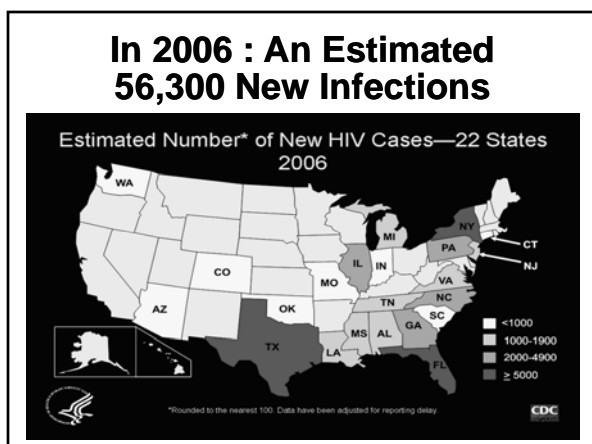 In 2006 : An Estimated
56,300 New Infections
Estimated Number* of New HIV Cases—22 States
2006
WA
NY
MI
PA
CT
IL
IN
NJ
CO
MO
VA
NC
TN
AZ
OK
SC
MS
AL
GA
TX
LA
FL
<1000
1000-1900
2000-4900
≥ 5000
*Rounded to the nearest 100. Data have been adjusted for reporting delay.
CDC